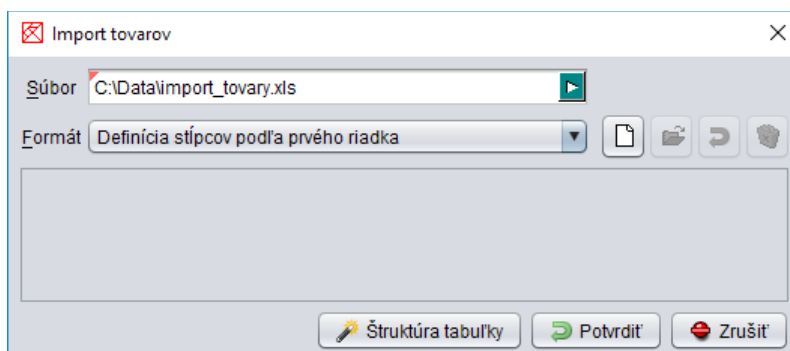 Import tovarov
Súbor C:\Data\import_tovary.xls
Formát Definícia stĺpcov podľa prvého riadka
Štruktúra tabuľky Potvrdiť Zrušiť